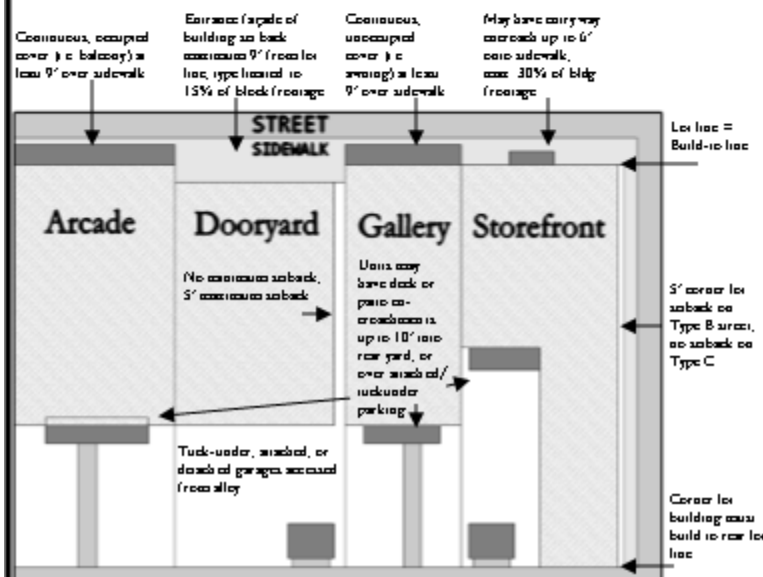 Continuous, occupied
cover (i.e. balcony) at
least 9' over sidewalk
Entrance façade of
building set back
maximum 9' from lot
line, type limited to
15% of block frontage
Continuous,
unoccupied
cover (i.e.
awning) at least
9' over sidewalk
May have entryway
encroach up to 6'
onto sidewalk,
max. 30% of bldg
frontage
STREET
SIDEWALK
Lot line =
Build-to line
Arcade
Dooryard
Gallery
Storefront
No minimum setback,
5' maximum setback
Units may
have deck or
patio en-
croachments
up to 10' into
rear yard, or
over attached/
tuckunder
parking
5' corner lot
setback on
Type B street,
no setback on
Type C
Tuck-under, attached, or
detached garages accessed
from alley
Corner lot
building must
build to rear lot
line